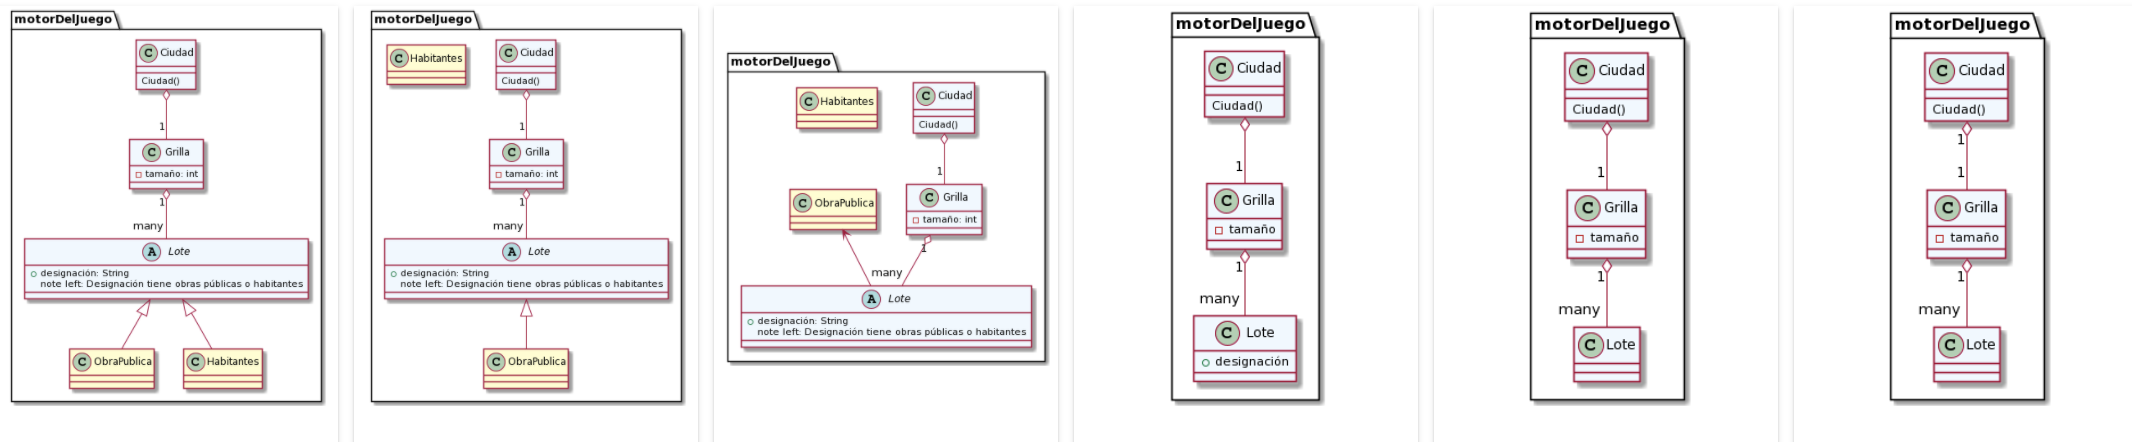 motorDelJuego
C Ciudad
Ciudad()
1
C Grilla
tamaño: int
1
many
A Lote
designación: String
note left: Designación tiene obras públicas o habitantes
C ObraPublica
C Habitantes
motorDelJuego
C Habitantes
C Ciudad
Ciudad()
1
C Grilla
tamaño: int
1
many
A Lote
designación: String
note left: Designación tiene obras públicas o habitantes
C ObraPublica
motorDelJuego
C Habitantes
C Ciudad
Ciudad()
1
C ObraPublica
C Grilla
tamaño: int
1
many
A Lote
designación: String
note left: Designación tiene obras públicas o habitantes
motorDelJuego
C Ciudad
Ciudad()
1
C Grilla
tamaño
1
many
C Lote
designación
motorDelJuego
C Ciudad
Ciudad()
1
C Grilla
tamaño
1
many
C Lote
motorDelJuego
C Ciudad
Ciudad()
1
1
C Grilla
tamaño
1
many
C Lote